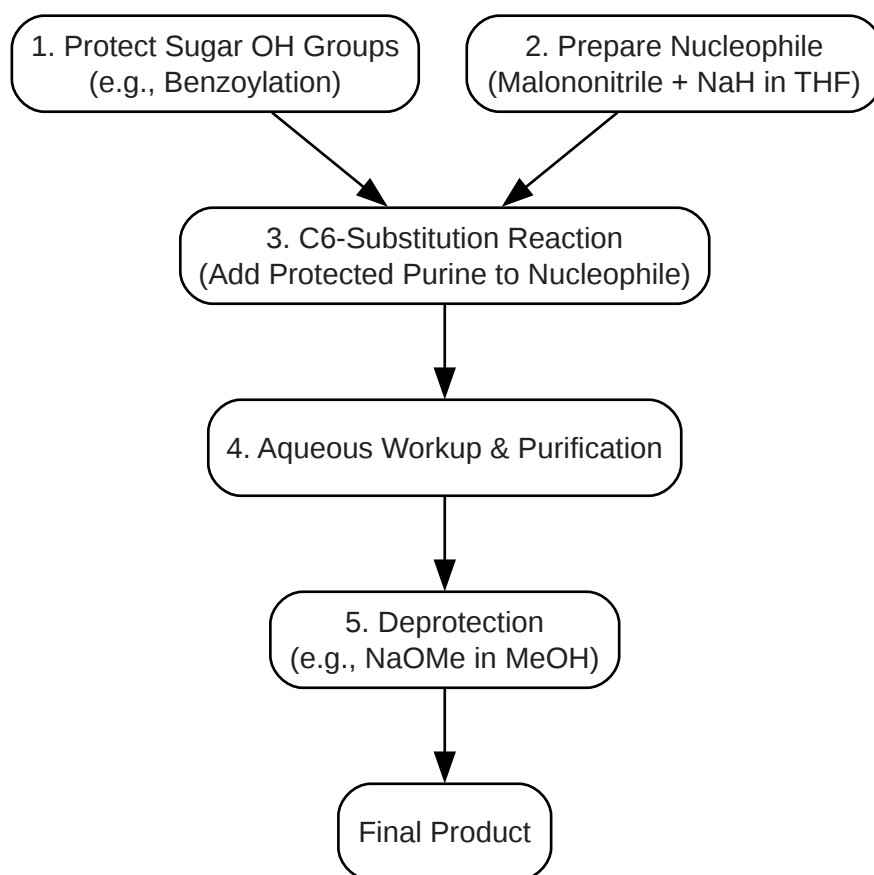 1. Protect Sugar OH Groups
(e.g., Benzoylation)
2. Prepare Nucleophile
(Malononitrile + NaH in THF)
3. C6-Substitution Reaction
(Add Protected Purine to Nucleophile)
4. Aqueous Workup & Purification
5. Deprotection
(e.g., NaOMe in MeOH)
Final Product